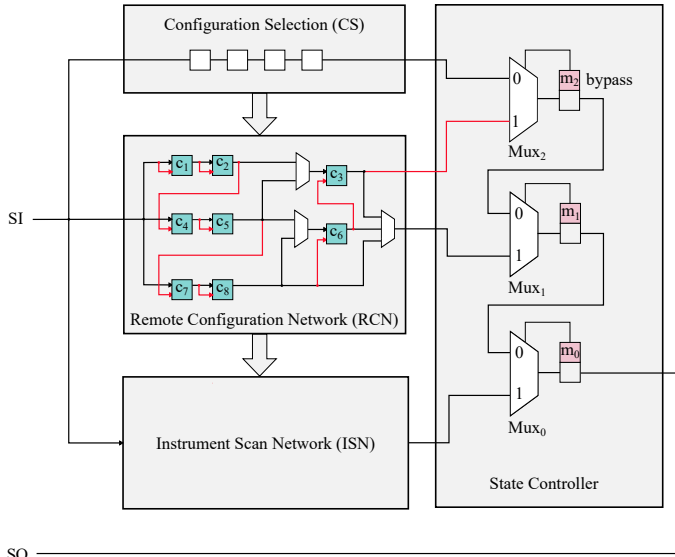 Configuration Selection (CS)
0
m2
bypass
1
Mux2
c1
c2
c3
SI
c4
c5
c6
0
m1
1
Mux1
c7
c8
Remote Configuration Network (RCN)
0
m0
1
Mux0
Instrument Scan Network (ISN)
State Controller
SO